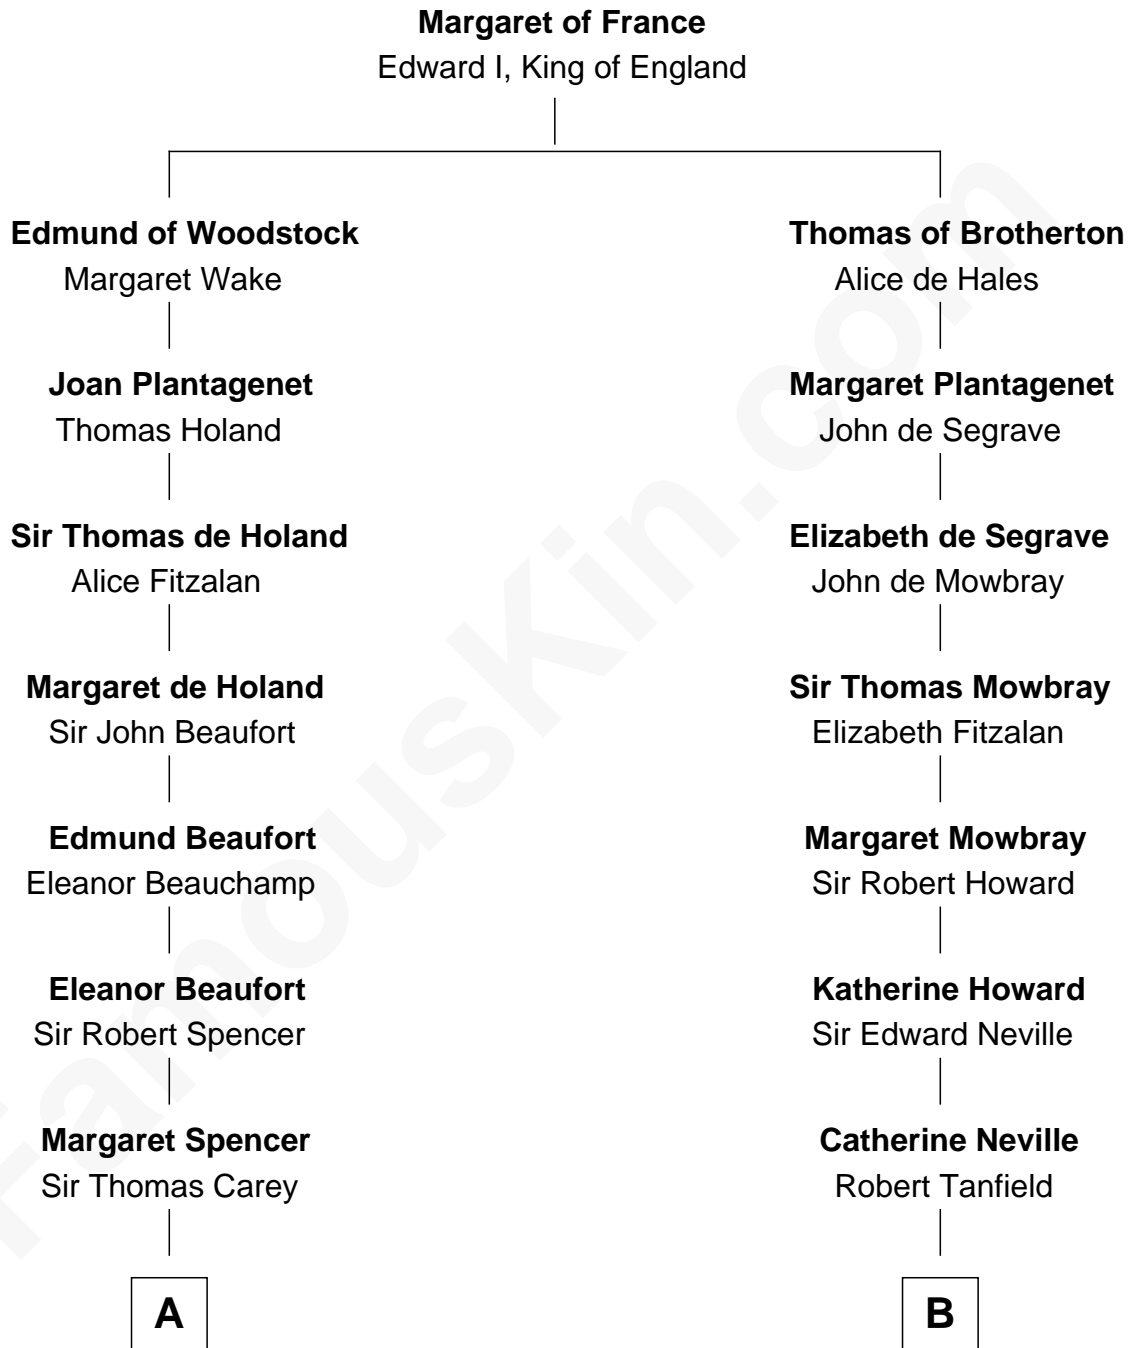 Margaret of France
Edward I, King of England
Edmund of Woodstock
Margaret Wake
Joan Plantagenet
Thomas Holand
Sir Thomas de Holand
Alice Fitzalan
Margaret de Holand
Sir John Beaufort
Edmund Beaufort
Eleanor Beauchamp
Eleanor Beaufort
Sir Robert Spencer
Margaret Spencer
Sir Thomas Carey
A
Thomas of Brotherton
Alice de Hales
Margaret Plantagenet
John de Segrave
Elizabeth de Segrave
John de Mowbray
Sir Thomas Mowbray
Elizabeth Fitzalan
Margaret Mowbray
Sir Robert Howard
Katherine Howard
Sir Edward Neville
Catherine Neville
Robert Tanfield
B
FamousKin.com